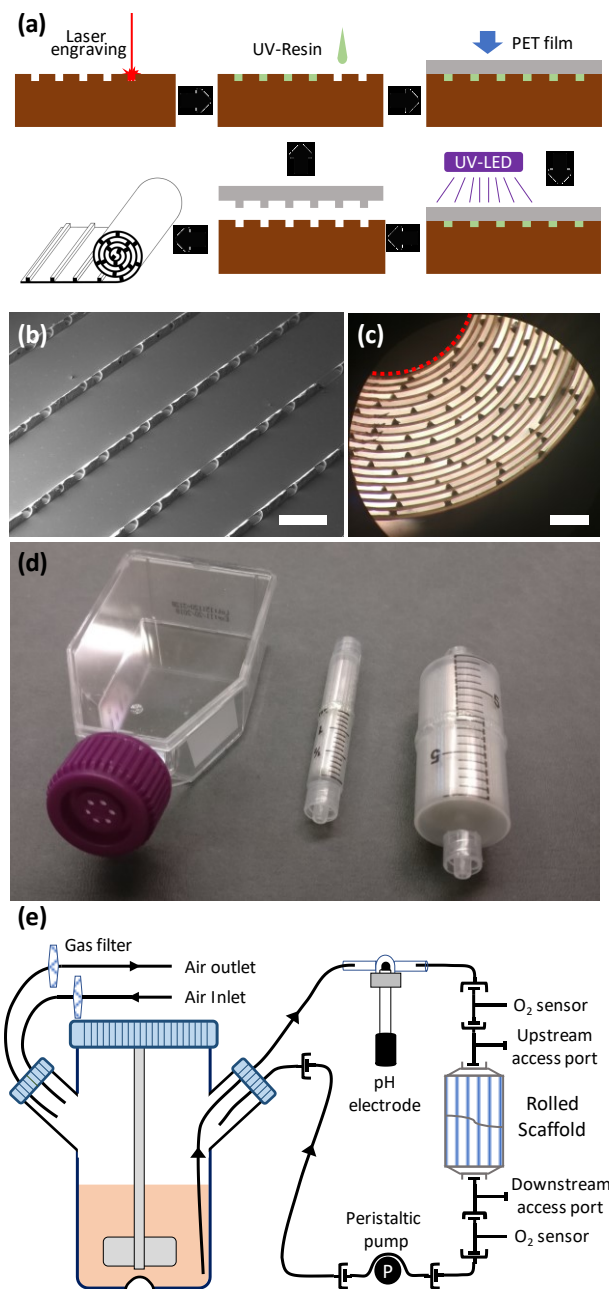 (a)
Laser
engraving
UV-Resin
PET film
UV-LED
(b)
(c)
(d)
5
(e)
Gas filter
Air outlet
Air Inlet
O2 sensor
Upstream
access port
pH
electrode
Rolled
Scaffold
Downstream
access port
Peristaltic
pump
O2 sensor
P